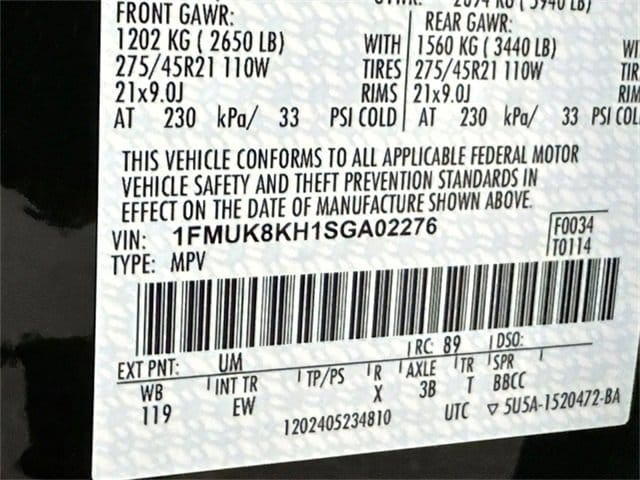 FRONT GAWR: REAR GAWR:
1202 KG ( 2650 LB) WITH 1560 KG ( 3440 LB)
275/45R21 110W TIRES 275/45R21 110W
21x9.0J RIMS 21x9.0J
AT 230 kPa/ 33 PSI COLD AT 230 kPa/ 33 PSI
THIS VEHICLE CONFORMS TO ALL APPLICABLE FEDERAL MOTOR
VEHICLE SAFETY AND THEFT PREVENTION STANDARDS IN
EFFECT ON THE DATE OF MANUFACTURE SHOWN ABOVE.
VIN: 1FMUK8KH1SGA02276 F0034
TYPE: MPV T0114
EXT PNT: UM RC: 89 DSO:
WB INT TR TP/PS R AXLE TR SPR
119 EW X 3B T BBCC
1202405234810 UTC ▽ 5U5A-1520472-BA